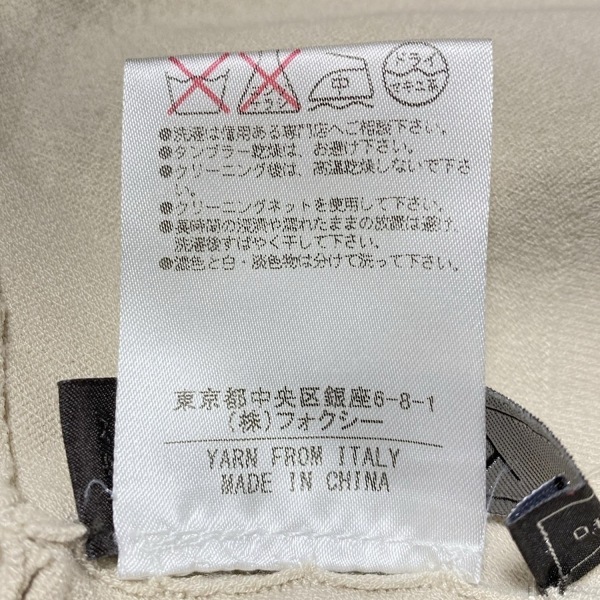 エンソ
中
ドライ
セキユ系
●洗濯は信用ある専門店へご相談下さい。
●タンブラー乾燥は、お避け下さい。
●クリーニング後は、高温乾燥しないで下
さい。
●クリーニングネットを使用して下さい。
●長時間の浸漬や濡れたままの放置は避け、
洗濯後すばやく干して下さい。
●濃色と白・淡色物は分けて洗って下さい。
東京都中央区銀座6-8-1
(株)フォクシー
YARN FROM ITALY
MADE IN CHINA